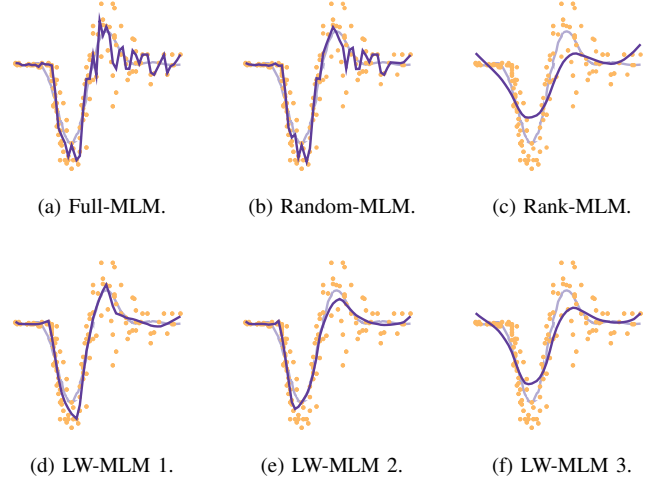 (a) Full-MLM.
(b) Random-MLM.
(c) Rank-MLM.
(d) LW-MLM 1.
(e) LW-MLM 2.
(f) LW-MLM 3.